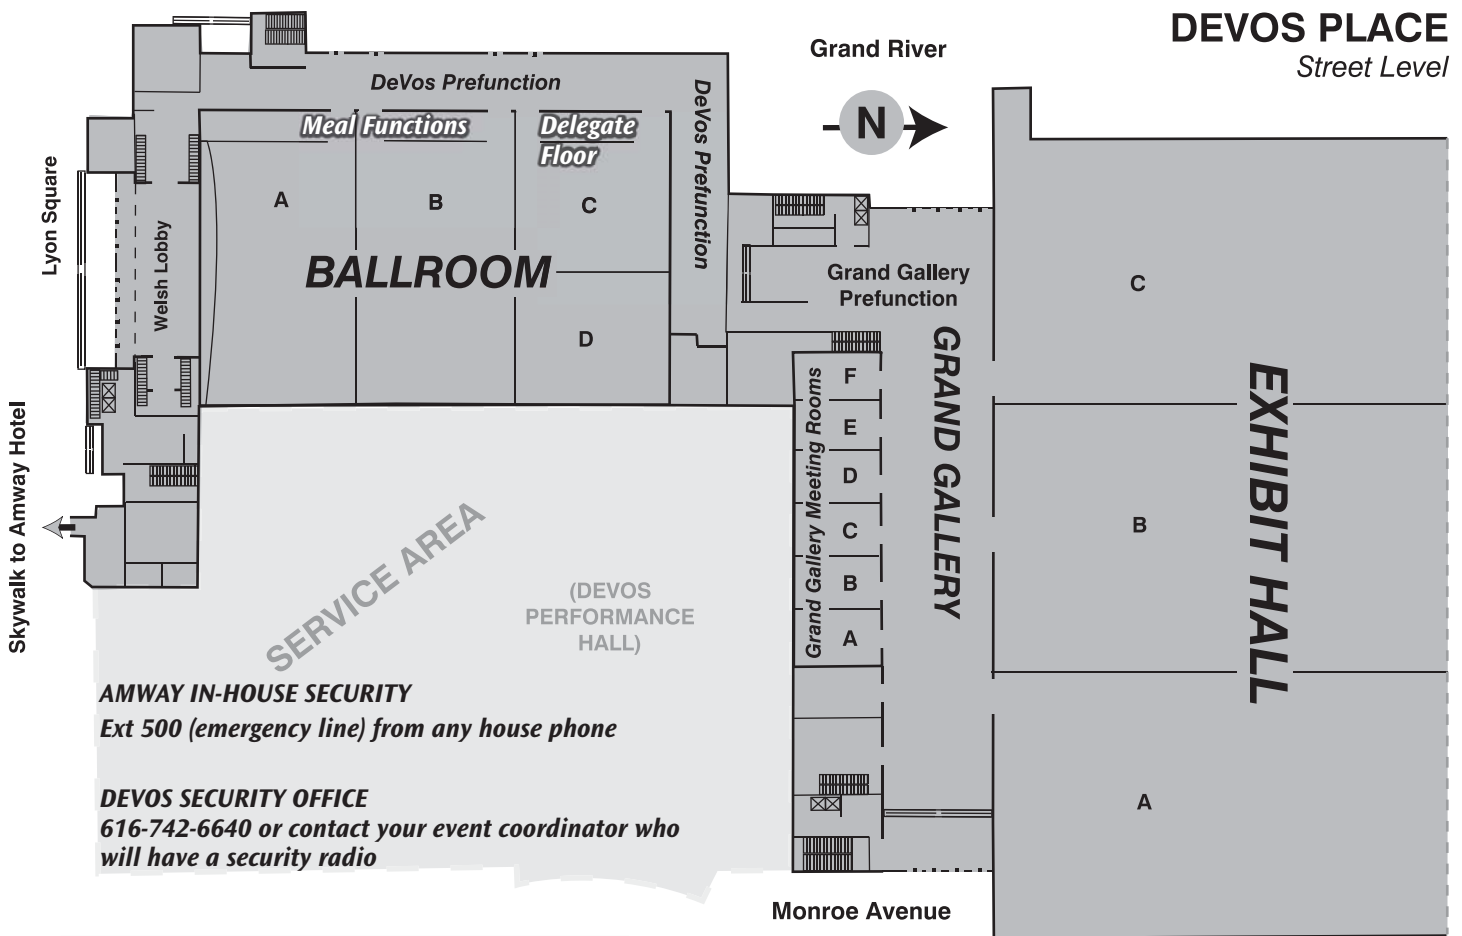 DEVOS PLACE
Street Level
Grand River
N
DeVos Prefunction
DeVos Prefunction
Meal Functions
Delegate
Floor
Lyon Square
Welsh Lobby
A
B
C
D
BALLROOM
Grand Gallery
Prefunction
GRAND GALLERY
Grand Gallery Meeting Rooms
F
E
D
C
B
A
EXHIBIT HALL
C
B
A
Skywalk to Amway Hotel
SERVICE AREA
(DEVOS
PERFORMANCE
HALL)
AMWAY IN-HOUSE SECURITY
Ext 500 (emergency line) from any house phone
DEVOS SECURITY OFFICE
616-742-6640 or contact your event coordinator who
will have a security radio
Monroe Avenue